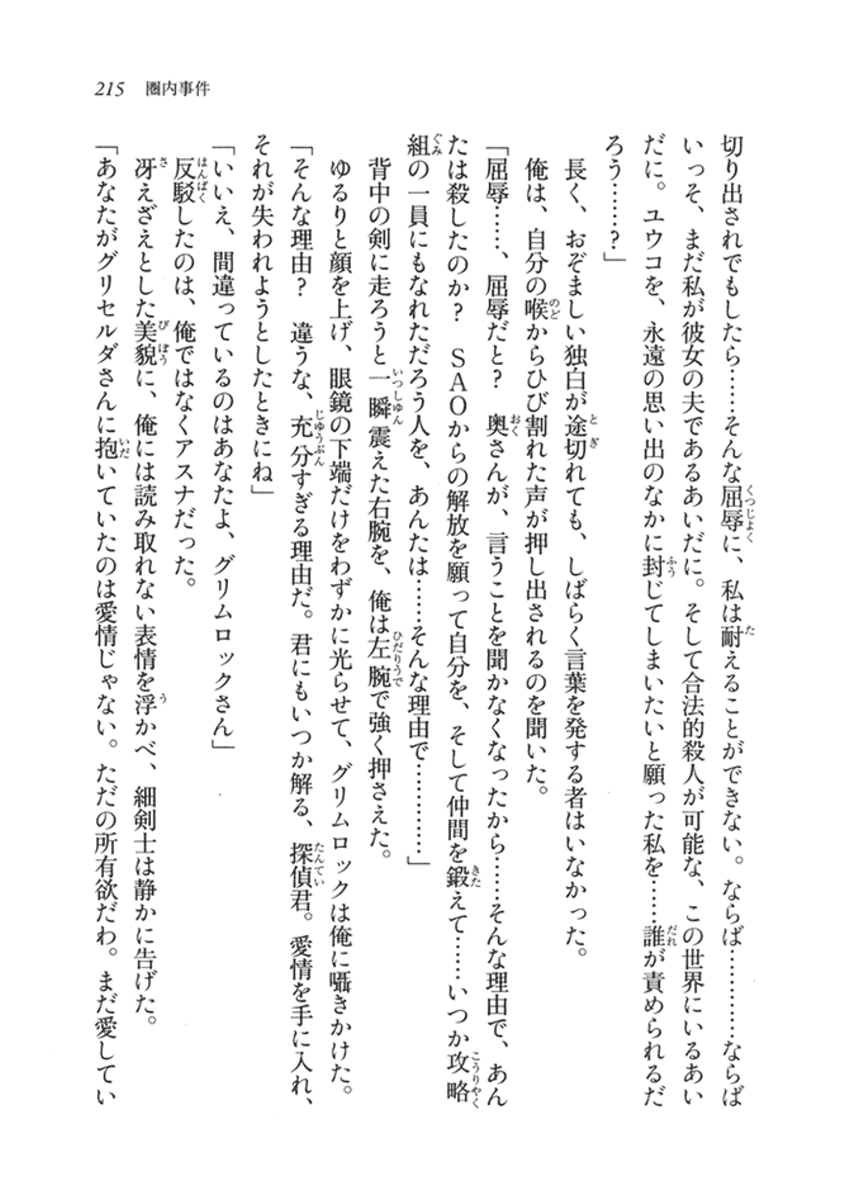 215　圏内事件
切り出されでもしたら……そんな屈辱に、私は耐えることができない。ならば…………ならば
いっそ、まだ私が彼女の夫であるあいだに。そして合法的殺人が可能な、この世界にいるあい
だに。ユウコを、永遠の思い出のなかに封じてしまいたいと願った私を……誰が責められるだ
ろう……？」
　長く、おぞましい独白が途切れても、しばらく言葉を発する者はいなかった。
　俺は、自分の喉からひび割れた声が押し出されるのを聞いた。
「屈辱……、屈辱だと？　奥さんが、言うことを聞かなくなったから……そんな理由で、あん
たは殺したのか？　ＳＡＯからの解放を願って自分を、そして仲間を鍛えて……いつか攻略
組の一員にもなれただろう人を、あんたは……そんな理由で…………」
　背中の剣に走ろうと一瞬震えた右腕を、俺は左腕で強く押さえた。
　ゆるりと顔を上げ、眼鏡の下端だけをわずかに光らせて、グリムロックは俺に囁きかけた。
「そんな理由？　違うな、充分すぎる理由だ。君にもいつか解る、探偵君。愛情を手に入れ、
それが失われようとしたときにね」
「いいえ、間違っているのはあなたよ、グリムロックさん」
　反駁したのは、俺ではなくアスナだった。
　冴えざえとした美貌に、俺には読み取れない表情を浮かべ、細剣士は静かに告げた。
「あなたがグリセルダさんに抱いていたのは愛情じゃない。ただの所有欲だわ。まだ愛してい